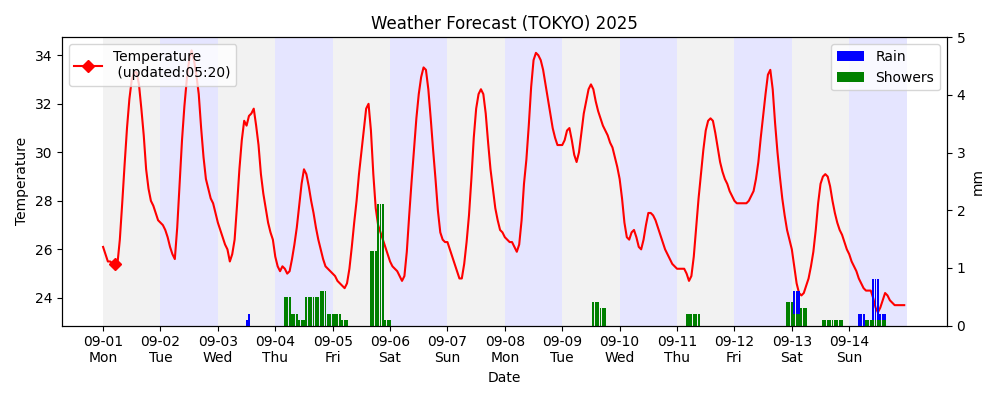 Weather Forecast (TOKYO) 2025
Temperature
(updated:05:20)
Rain
Showers
Temperature
34
32
30
28
26
24
5
4
3
2
1
0
mm
09-01 09-02 09-03 09-04 09-05 09-06 09-07 09-08 09-09 09-10 09-11 09-12 09-13 09-14
Mon Tue Wed Thu Fri Sat Sun Mon Tue Wed Thu Fri Sat Sun
Date